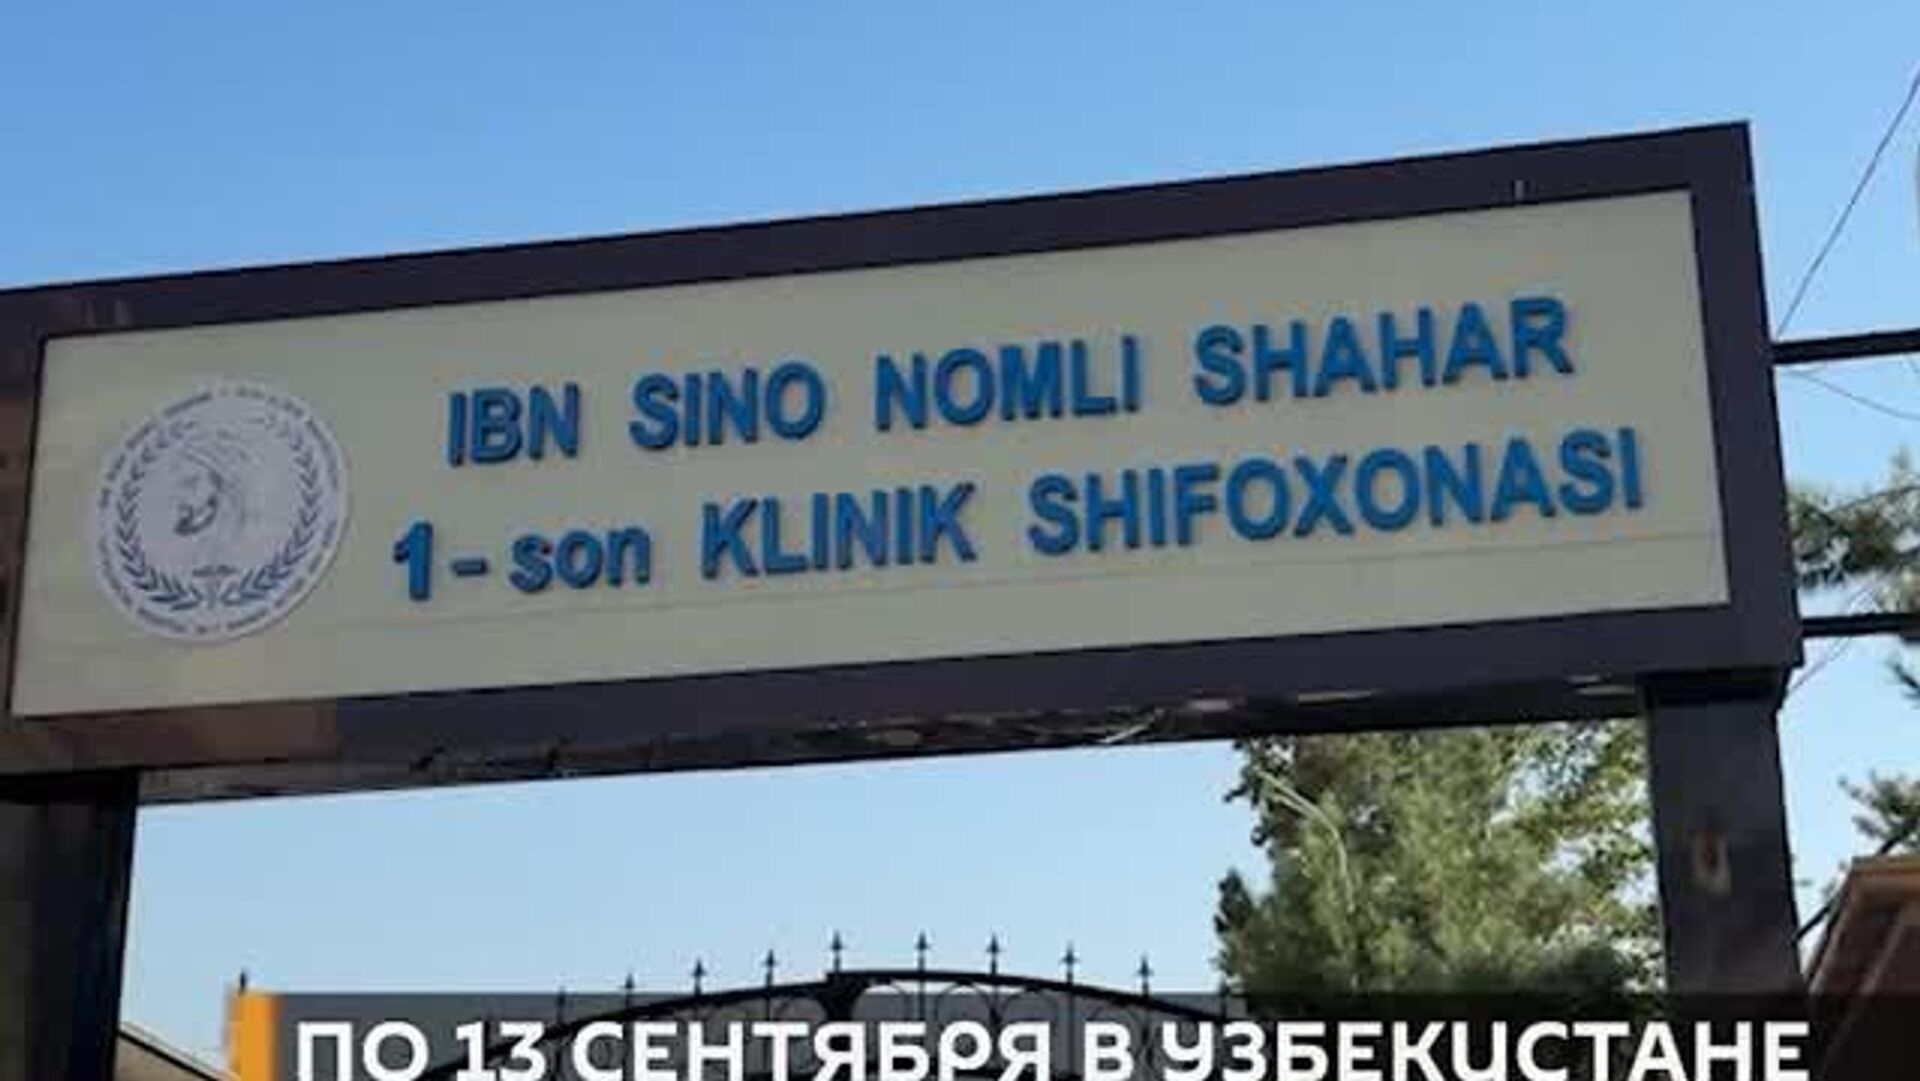 IBN SINO NOMLI SHAHAR
1-son KLINIK SHIFOXONASI
ПО 13 СЕНТЯБРЯ В УЗБЕКИСТАНЕ